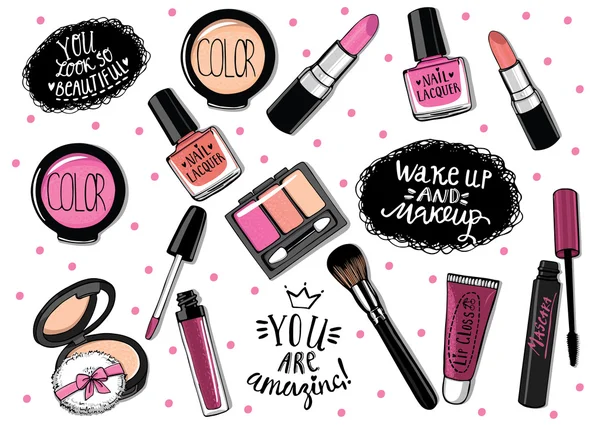 YOU
LOOK SO
BEAUTIFUL
COLOR
NAIL
LACQUER
COLOR
NAIL
LACQUER
WAKE UP
AND
MAKEUP
YOU
ARE
amazing!
LIP GLOSS
MASCARA